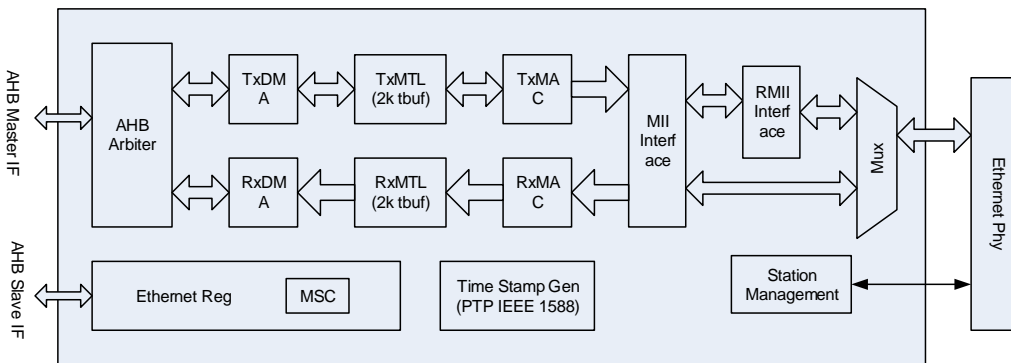 AHB Master IF
AHB Slave IF
AHB
Arbiter
TxDM
A
TxMTL
(2k tbuf)
TxMA
C
RxDM
A
RxMTL
(2k tbuf)
RxMA
C
MII
Interf
ace
RMII
Interf
ace
Mux
Ethernet Phy
Ethernet Reg
MSC
Time Stamp Gen
(PTP IEEE 1588)
Station
Management